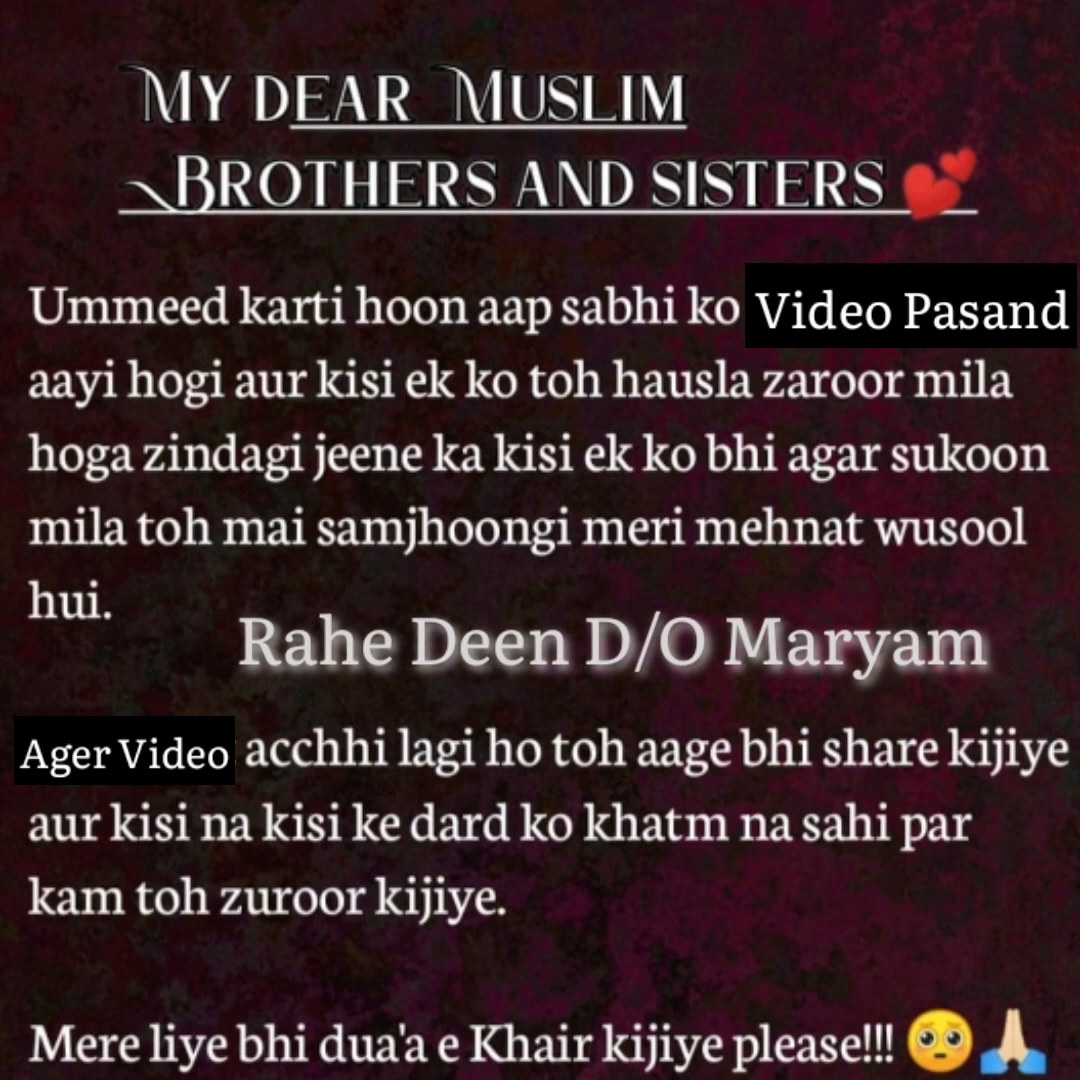 My dear Muslim
Brothers and sisters 💕
Ummeed karti hoon aap sabhi ko Video Pasand
aayi hogi aur kisi ek ko toh hausla zaroor mila
hoga zindagi jeene ka kisi ek ko bhi agar sukoon
mila toh mai samjhoongi meri mehnat wusool
hui.
Rahe Deen D/O Maryam
Ager Video acchhi lagi ho toh aage bhi share kijiye
aur kisi na kisi ke dard ko khatm na sahi par
kam toh zuroor kijiye.
Mere liye bhi dua'a e Khair kijiye please!!! 🥺🙏🏻